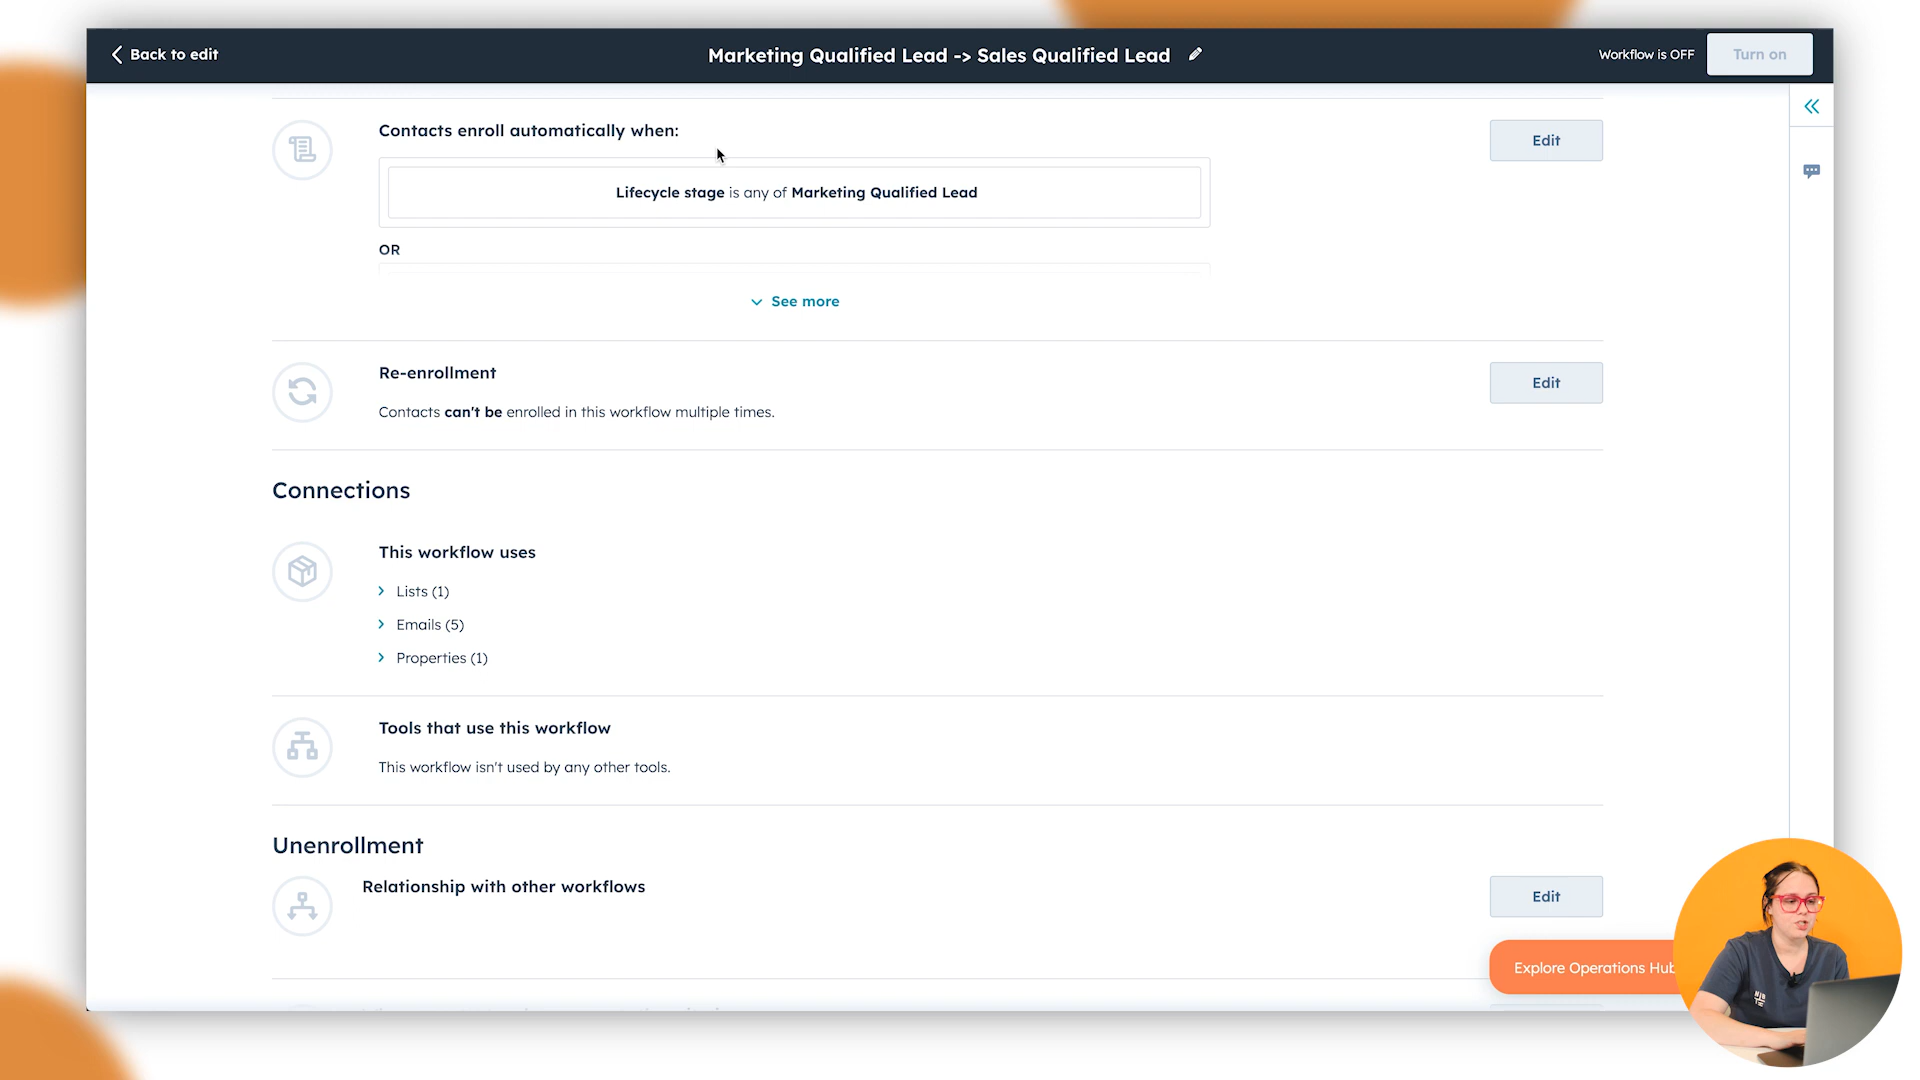 Back to edit
Marketing Qualified Lead -> Sales Qualified Lead
Workflow is OFF
Turn on
Contacts enroll automatically when:
Edit
Lifecycle stage is any of Marketing Qualified Lead
OR
See more
Re-enrollment
Edit
Contacts can't be enrolled in this workflow multiple times.
Connections
This workflow uses
Lists (1)
Emails (5)
Properties (1)
Tools that use this workflow
This workflow isn't used by any other tools.
Unenrollment
Relationship with other workflows
Edit
Explore Operations Hub